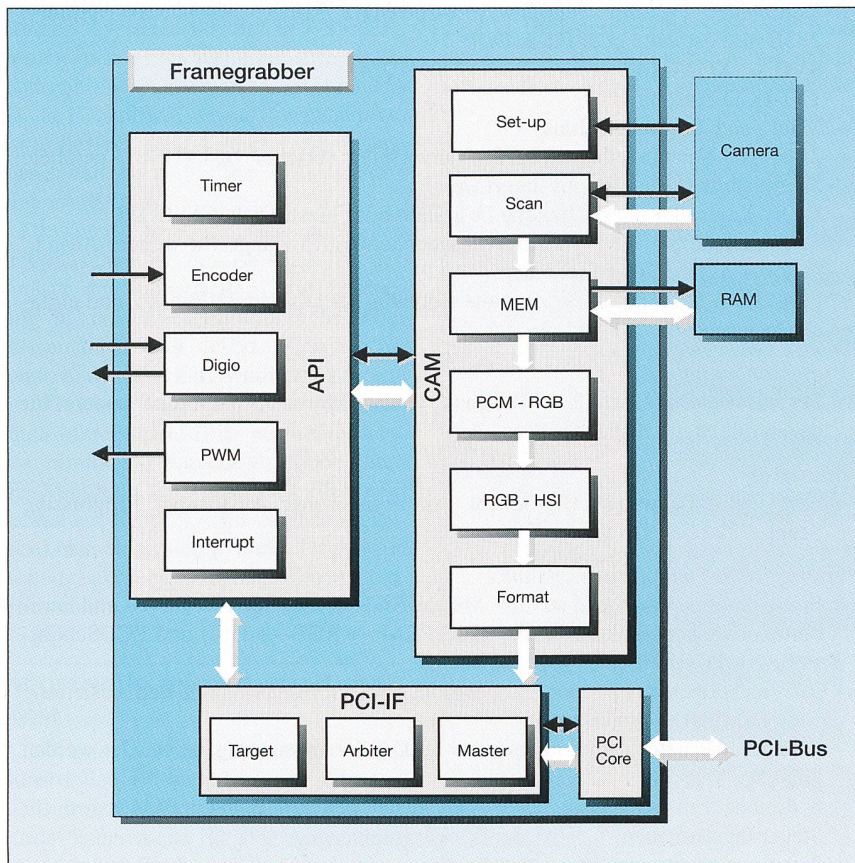 Framegrabber
Timer
Encoder
Digio
PWM
Interrupt
API
CAM
Set-up
Scan
MEM
PCM - RGB
RGB - HSI
Format
Camera
RAM
PCI-IF
Target
Arbiter
Master
PCI
Core
PCI-Bus